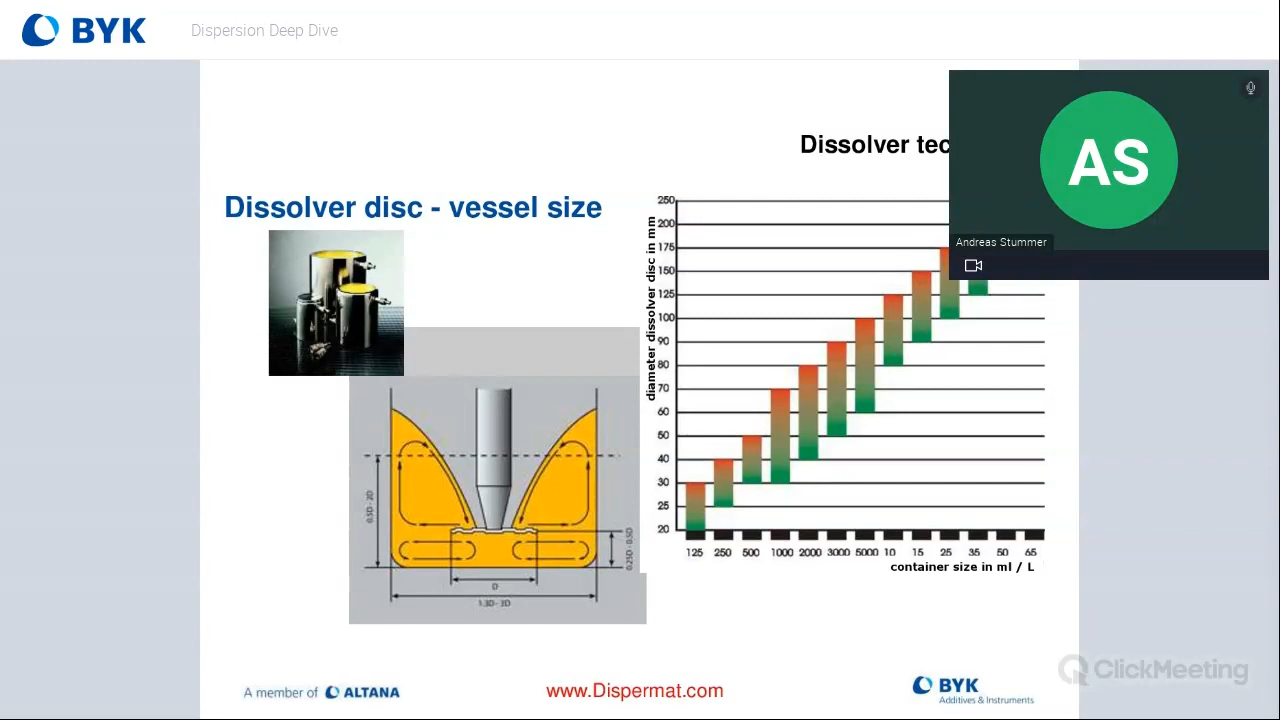 BYK
Dispersion Deep Dive
Dissolver tec
AS
Andreas Stummer
Dissolver disc - vessel size
diameter dissolver disc in mm
250
200
175
150
125
100
90
80
70
60
50
40
30
25
20
125 250 500 1000 2000 3000 5000 10 15 25 35 50 65
container size in ml / L
0.5D - 2D
0.25D - 0.5D
D
1.3D - 3D
A member of ALTANA
www.Dispermat.com
BYK
Additives & Instruments
ClickMeeting